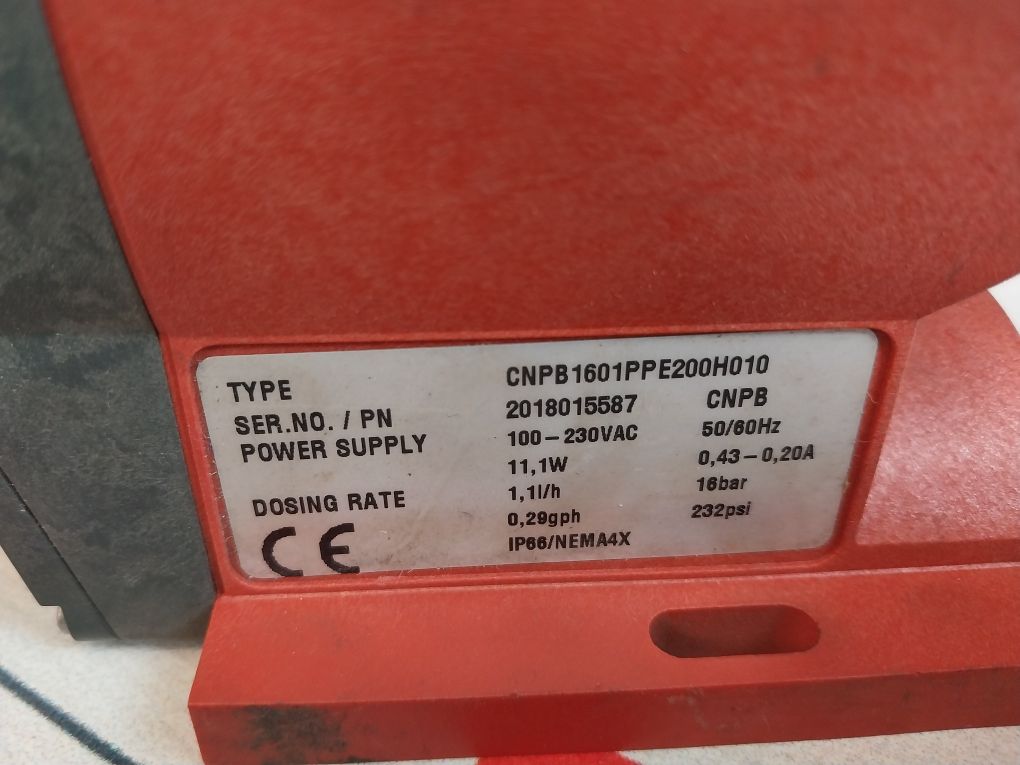 TYPE CNPB1601PPE200H010
SER.NO. / PN 2018015587 CNPB
POWER SUPPLY 100–230VAC 50/60Hz
11,1W 0,43–0,20A
DOSING RATE 1,1l/h 16bar
0,29gph 232psi
CE IP66/NEMA4X